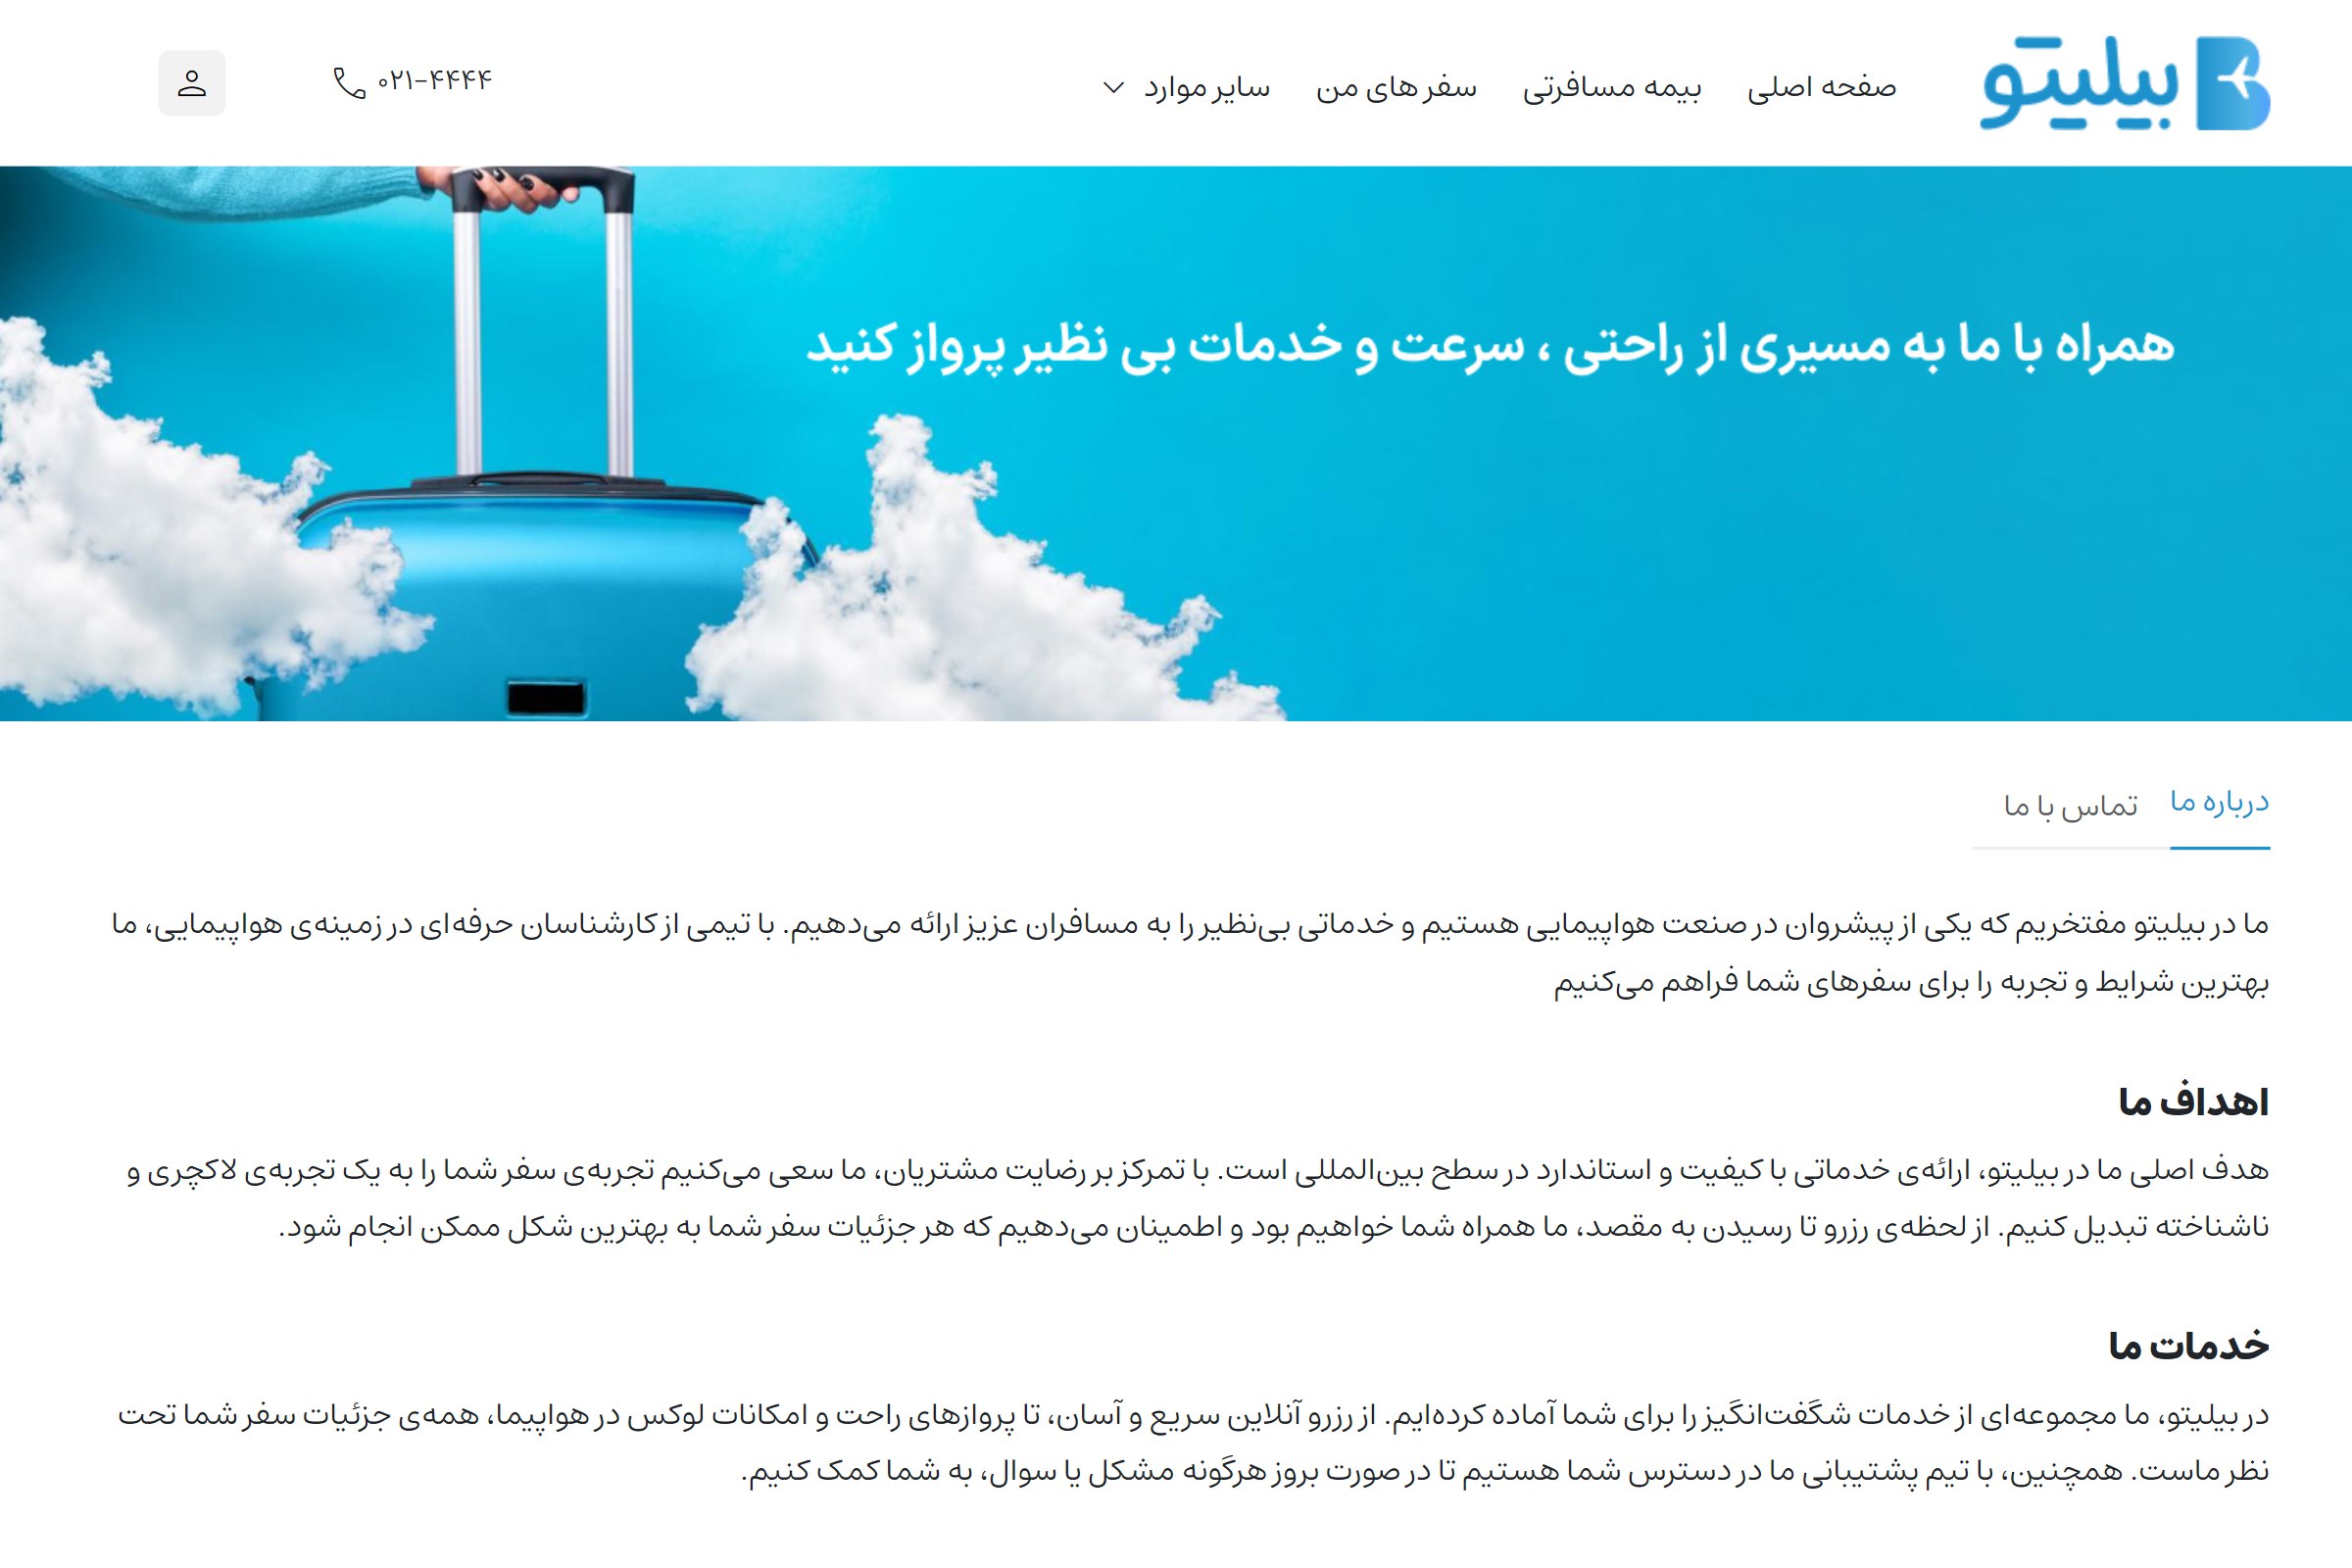 بیلیتو
صفحه اصلی
بیمه مسافرتی
سفر های من
سایر موارد
۰۲۱-۴۴۴۴
همراه با ما به مسیری از راحتی ، سرعت و خدمات بی نظیر پرواز کنید
درباره ما
تماس با ما
ما در بیلیتو مفتخریم که یکی از پیشروان در صنعت هواپیمایی هستیم و خدماتی بی‌نظیر را به مسافران عزیز ارائه می‌دهیم. با تیمی از کارشناسان حرفه‌ای در زمینه‌ی هواپیمایی، ما
بهترین شرایط و تجربه را برای سفرهای شما فراهم می‌کنیم
اهداف ما
هدف اصلی ما در بیلیتو، ارائه‌ی خدماتی با کیفیت و استاندارد در سطح بین‌المللی است. با تمرکز بر رضایت مشتریان، ما سعی می‌کنیم تجربه‌ی سفر شما را به یک تجربه‌ی لاکچری و
ناشناخته تبدیل کنیم. از لحظه‌ی رزرو تا رسیدن به مقصد، ما همراه شما خواهیم بود و اطمینان می‌دهیم که هر جزئیات سفر شما به بهترین شکل ممکن انجام شود.
خدمات ما
در بیلیتو، ما مجموعه‌ای از خدمات شگفت‌انگیز را برای شما آماده کرده‌ایم. از رزرو آنلاین سریع و آسان، تا پروازهای راحت و امکانات لوکس در هواپیما، همه‌ی جزئیات سفر شما تحت
نظر ماست. همچنین، با تیم پشتیبانی ما در دسترس شما هستیم تا در صورت بروز هرگونه مشکل یا سوال، به شما کمک کنیم.